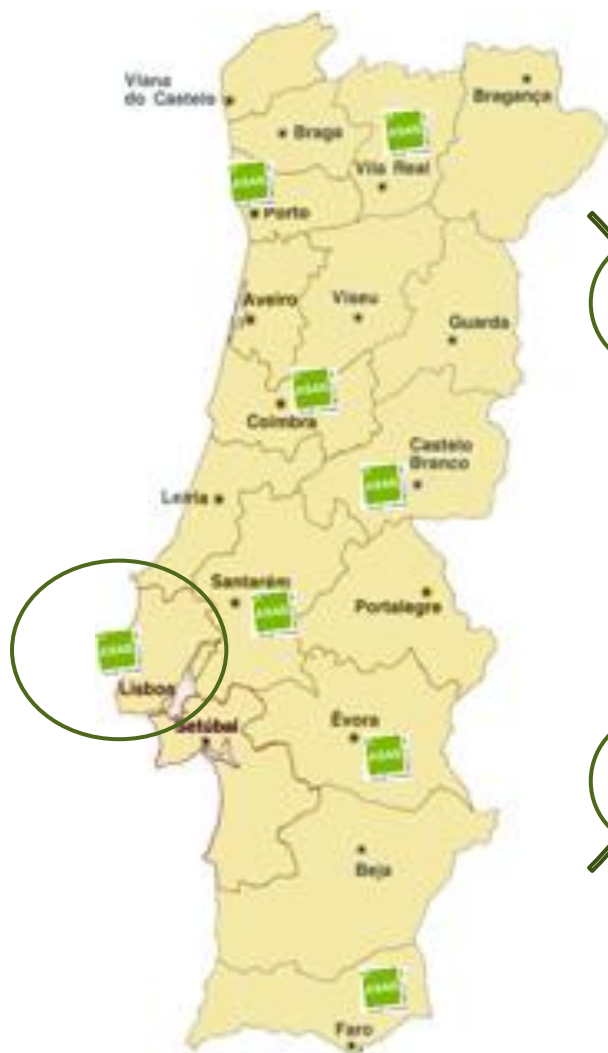 Viana
do Castelo
Bragança
Braga
Vila Real
Porto
Aveiro
Viseu
Guarda
Coimbra
Castelo
Branco
Leiria
Santarém
Portalegre
Lisboa
Setúbal
Évora
Beja
Faro